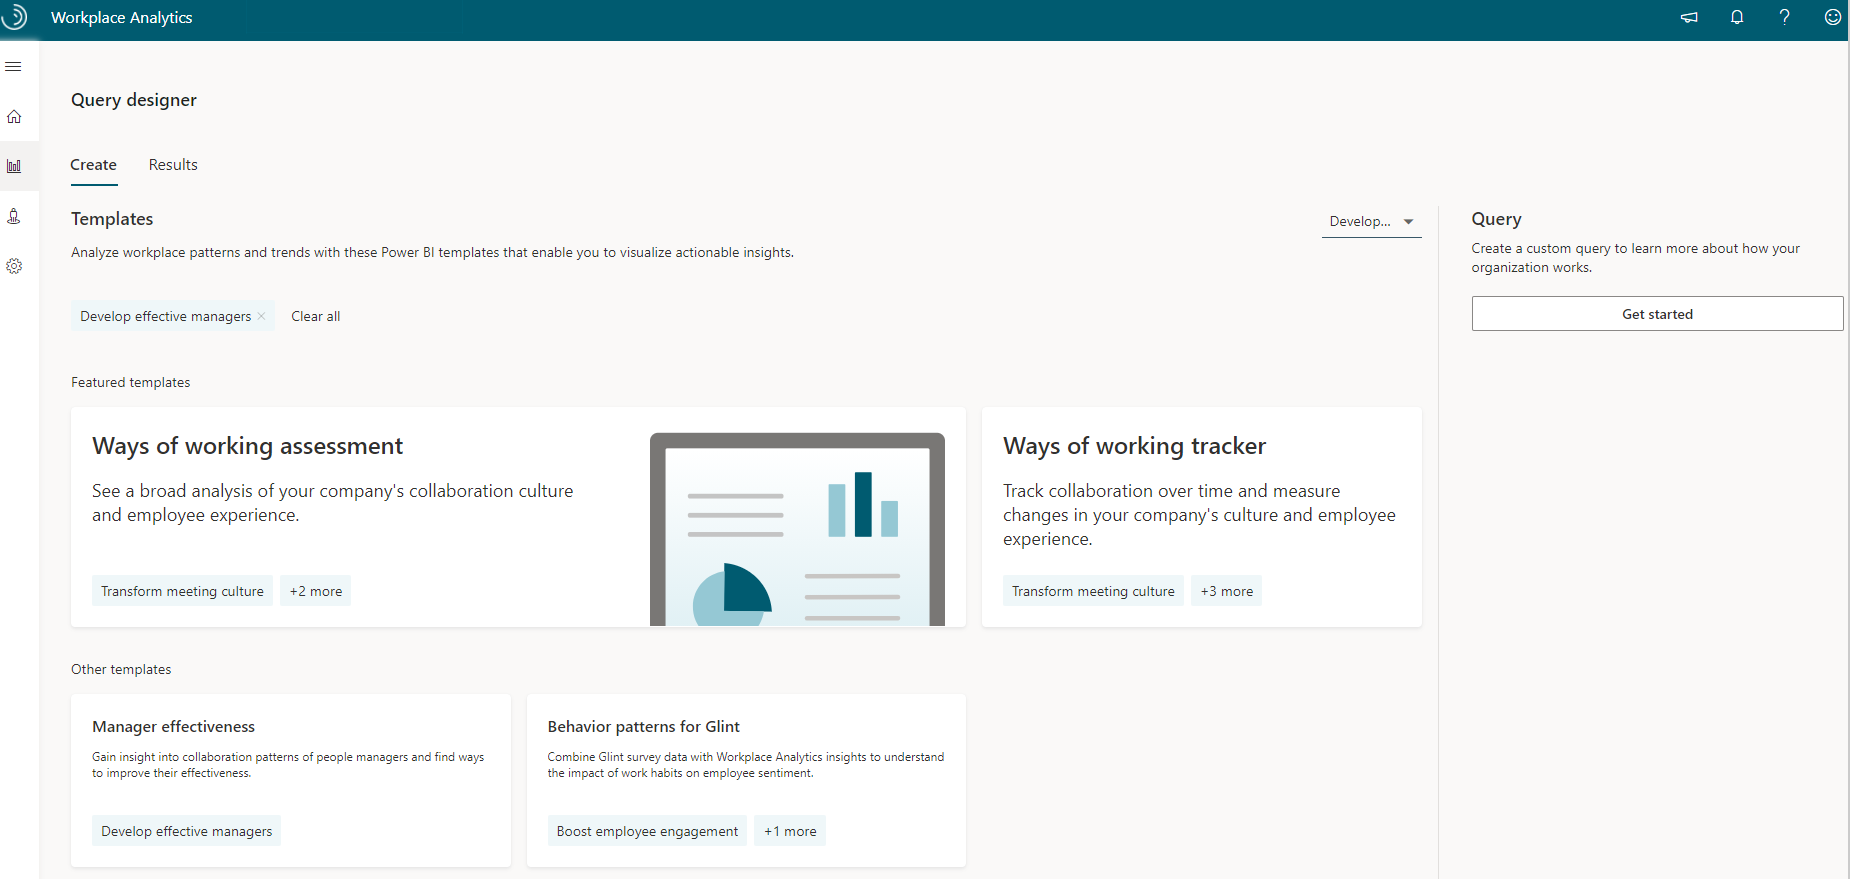 Workplace Analytics
Query designer
Create
Results
Templates
Develop...
Analyze workplace patterns and trends with these Power BI templates that enable you to visualize actionable insights.
Develop effective managers
Clear all
Featured templates
Ways of working assessment
See a broad analysis of your company's collaboration culture
and employee experience.
Transform meeting culture
+2 more
Ways of working tracker
Track collaboration over time and measure
changes in your company's culture and employee
experience.
Transform meeting culture
+3 more
Other templates
Manager effectiveness
Gain insight into collaboration patterns of people managers and find ways
to improve their effectiveness.
Develop effective managers
Behavior patterns for Glint
Combine Glint survey data with Workplace Analytics insights to understand
the impact of work habits on employee sentiment.
Boost employee engagement
+1 more
Query
Create a custom query to learn more about how your
organization works.
Get started